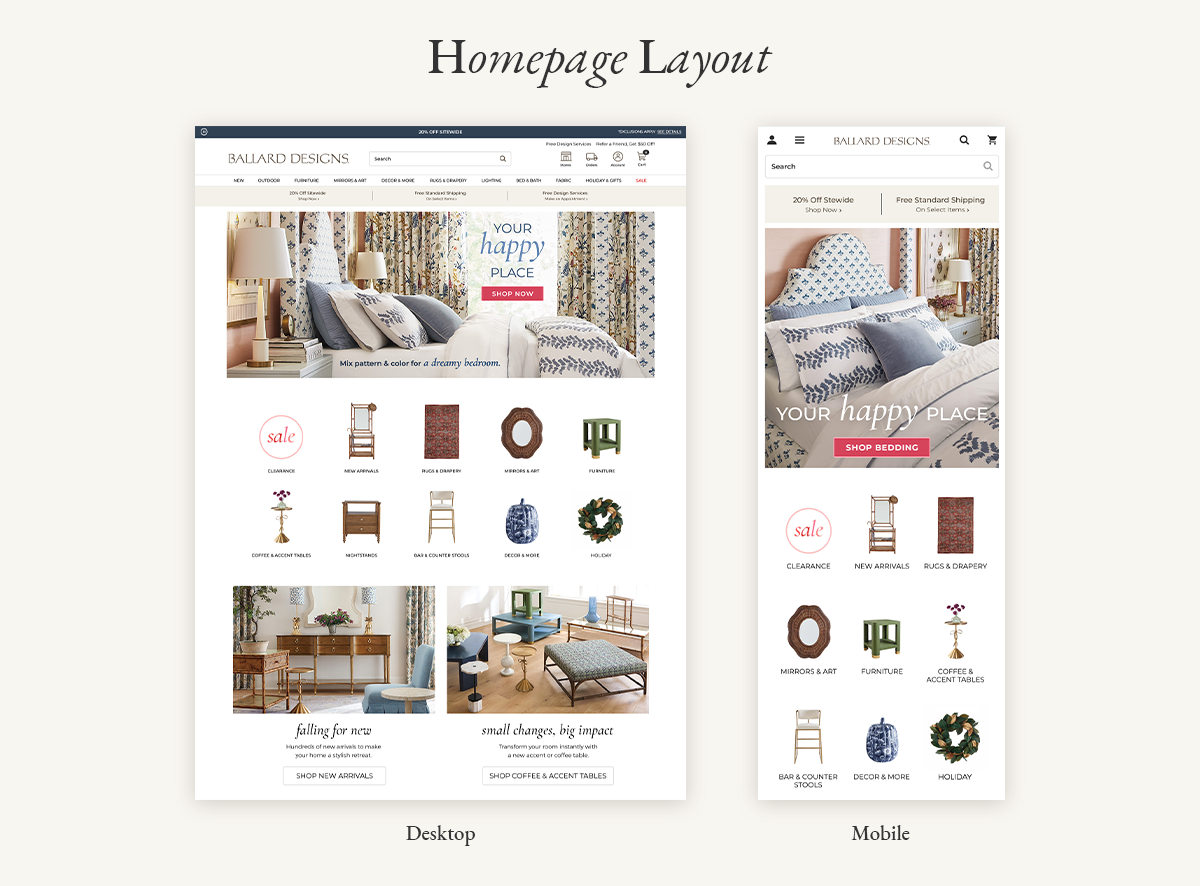 Homepage Layout
20% OFF SITEWIDE
*EXCLUSIONS APPLY. SEE DETAILS
Free Design Services Refer a Friend, Get $50 Off!
BALLARD DESIGNS
Search
Orders
Account
Cart
NEW OUTDOOR FURNITURE MIRRORS & ART DECOR & MORE RUGS & DRAPERY LIGHTING BED & BATH FABRIC HOLIDAY & GIFTS SALE
20% Off Sitewide
Shop Now >
Free Standard Shipping
On Select Items >
Free Design Services
Make an Appointment >
YOUR
happy
PLACE
SHOP NOW
Mix pattern & color for a dreamy bedroom.
sale
CLEARANCE
NEW ARRIVALS
RUGS & DRAPERY
MIRRORS & ART
FURNITURE
COFFEE & ACCENT TABLES
NIGHTSTANDS
BAR & COUNTER STOOLS
DECOR & MORE
HOLIDAY
falling for new
Hundreds of new arrivals to make
your home a stylish retreat.
SHOP NEW ARRIVALS
small changes, big impact
Transform your room instantly with
a new accent or coffee table.
SHOP COFFEE & ACCENT TABLES
Desktop
BALLARD DESIGNS
Search
20% Off Stewide
Shop Now >
Free Standard Shipping
On Select Items >
YOUR happy PLACE
SHOP BEDDING
sale
CLEARANCE
NEW ARRIVALS
RUGS & DRAPERY
MIRRORS & ART
FURNITURE
COFFEE &
ACCENT TABLES
BAR & COUNTER
STOOLS
DECOR & MORE
HOLIDAY
Mobile